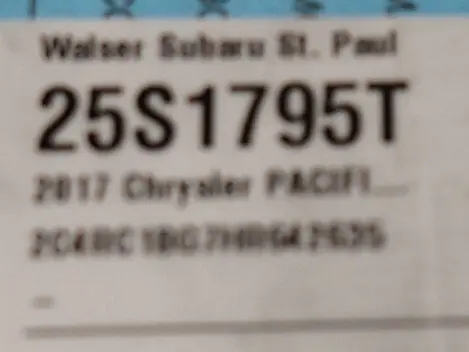 Walser Subaru St. Paul
25S1795T
2017 Chrysler PACIFI...